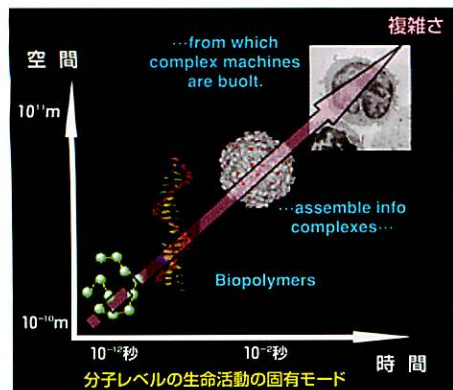 複雑さ
空 間
…from which
complex machines
are buolt.
10¹¹m
…assemble info
complexes…
Biopolymers
10⁻¹⁰m
10⁻¹²秒
10⁻²秒
時 間
分子レベルの生命活動の固有モード